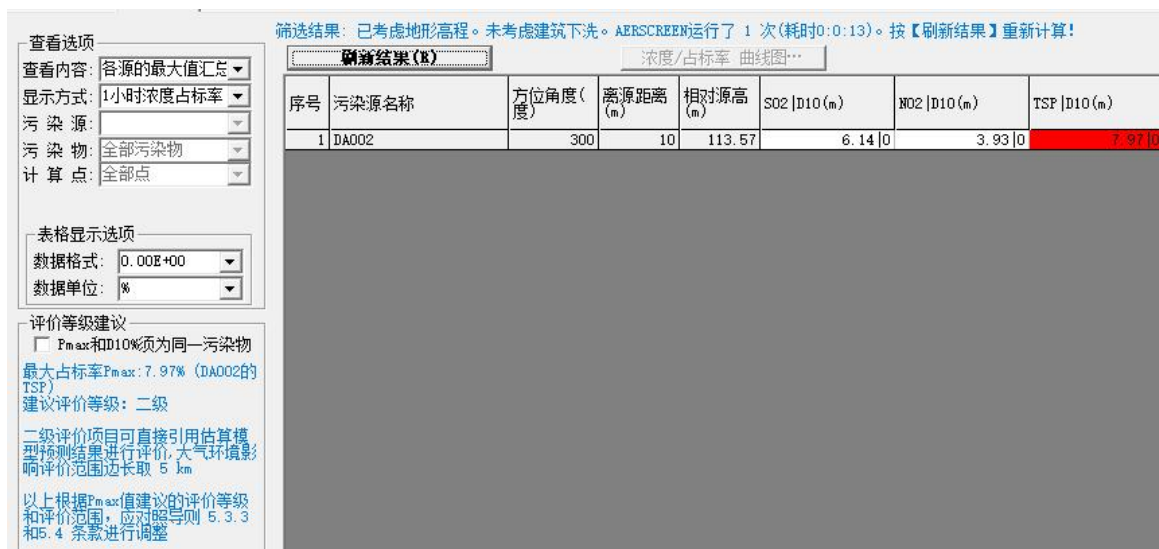 筛选结果：已考虑地形高程。未考虑建筑下洗。AERSCREEN运行了 1 次(耗时0:0:13)。按【刷新结果】重新计算!
查看选项
查看内容: 各源的最大值汇总
显示方式: 1小时浓度占标率
污 染 源:
污 染 物: 全部污染物
计 算 点: 全部点
表格显示选项
数据格式: 0.00E+00
数据单位: %
评价等级建议
Pmax和D10%须为同一污染物
最大占标率Pmax:7.97% (DA002的
TSP)
建议评价等级: 二级
二级评价项目可直接引用估算模
型预测结果进行评价,大气环境影
响评价范围边长取 5 km
以上根据Pmax值建议的评价等级
和评价范围，应对照导则 5.3.3
和5.4 条款进行调整
刷新结果(R)
浓度/占标率 曲线图…
序号 污染源名称 方位角度(度) 离源距离(m) 相对源高(m) SO2|D10(m) NO2|D10(m) TSP|D10(m)
1 DA002 300 10 113.57 6.14|0 3.93|0 7.97|0